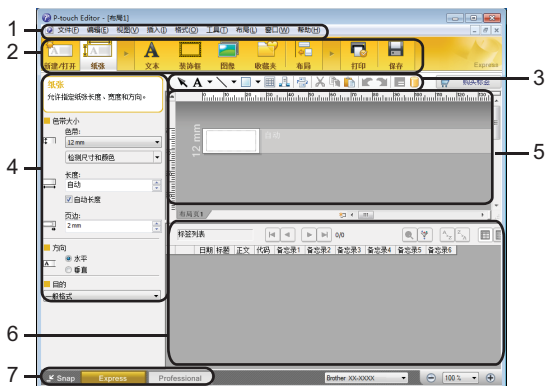 P-touch Editor - [布局1]
1
文件(F) 编辑(E) 视图(V) 插入(I) 格式(O) 工具(T) 布局(L) 窗口(W) 帮助(H)
2
新建/打开 纸张 文本 装饰框 图像 收藏夹 布局 打印 保存 Express
3
购买标签
纸张
允许指定纸张长度、宽度和方向。
4
色带大小
色带:
12 mm
检测尺寸和颜色
长度:
自动
自动长度
页边:
2 mm
方向
水平
垂直
目的
一般格式
12 mm
自动
5
布局页1
6
标签列表 0/0
日期 标题 正文 代码 备忘录1 备忘录2 备忘录3 备忘录4 备忘录5 备忘录6
7
Snap Express Professional
Brother XX-XXXX 100 %